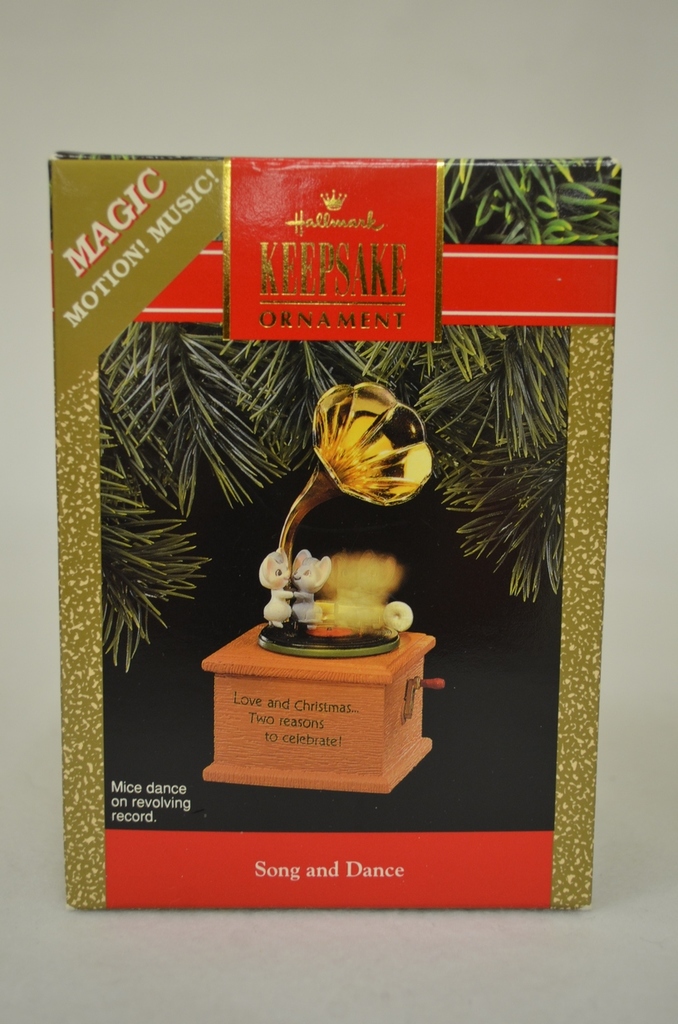 MAGIC
MOTION! MUSIC!
Hallmark
KEEPSAKE
ORNAMENT
Love and Christmas...
Two reasons
to celebrate!
Mice dance
on revolving
record.
Song and Dance